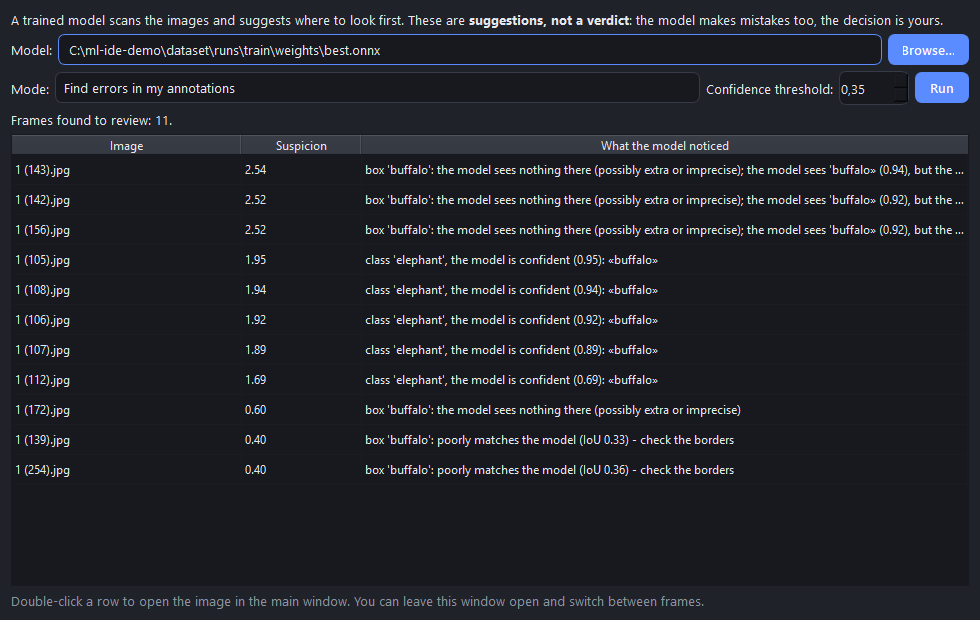 A trained model scans the images and suggests where to look first. These are suggestions, not a verdict: the model makes mistakes too, the decision is yours.
Model: C:\ml-ide-demo\dataset\runs\train\weights\best.onnx Browse...
Mode: Find errors in my annotations Confidence threshold: 0,35 Run
Frames found to review: 11.
Image Suspicion What the model noticed
1 (143).jpg 2.54 box 'buffalo': the model sees nothing there (possibly extra or imprecise); the model sees 'buffalo» (0.94), but the ...
1 (142).jpg 2.52 box 'buffalo': the model sees nothing there (possibly extra or imprecise); the model sees 'buffalo» (0.92), but the ...
1 (156).jpg 2.52 box 'buffalo': the model sees nothing there (possibly extra or imprecise); the model sees 'buffalo» (0.92), but the ...
1 (105).jpg 1.95 class 'elephant', the model is confident (0.95): «buffalo»
1 (108).jpg 1.94 class 'elephant', the model is confident (0.94): «buffalo»
1 (106).jpg 1.92 class 'elephant', the model is confident (0.92): «buffalo»
1 (107).jpg 1.89 class 'elephant', the model is confident (0.89): «buffalo»
1 (112).jpg 1.69 class 'elephant', the model is confident (0.69): «buffalo»
1 (172).jpg 0.60 box 'buffalo': the model sees nothing there (possibly extra or imprecise)
1 (139).jpg 0.40 box 'buffalo': poorly matches the model (IoU 0.33) - check the borders
1 (254).jpg 0.40 box 'buffalo': poorly matches the model (IoU 0.36) - check the borders
Double-click a row to open the image in the main window. You can leave this window open and switch between frames.